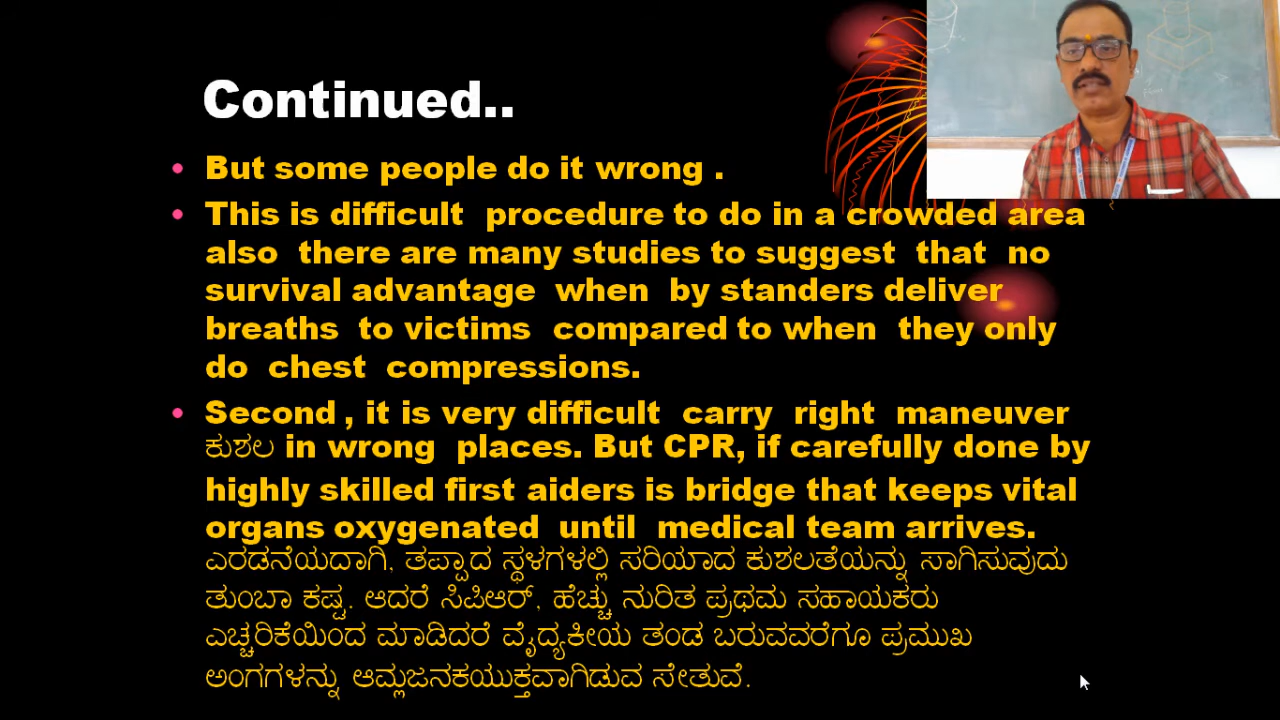 Continued..
But some people do it wrong .
This is difficult procedure to do in a crowded area
also there are many studies to suggest that no
survival advantage when by standers deliver
breaths to victims compared to when they only
do chest compressions.
Second , it is very difficult carry right maneuver
ಕುಶಲ in wrong places. But CPR, if carefully done by
highly skilled first aiders is bridge that keeps vital
organs oxygenated until medical team arrives.
ಎರಡನೆಯದಾಗಿ, ತಪ್ಪಾದ ಸ್ಥಳಗಳಲ್ಲಿ ಸರಿಯಾದ ಕುಶಲತೆಯನ್ನು ಸಾಗಿಸುವುದು
ತುಂಬಾ ಕಷ್ಟ. ಆದರೆ ಸಿಪಿಆರ್, ಹೆಚ್ಚು ನುರಿತ ಪ್ರಥಮ ಸಹಾಯಕರು
ಎಚ್ಚರಿಕೆಯಿಂದ ಮಾಡಿದರೆ ವೈದ್ಯಕೀಯ ತಂಡ ಬರುವವರೆಗೂ ಪ್ರಮುಖ
ಅಂಗಗಳನ್ನು ಆಮ್ಲಜನಕಯುಕ್ತವಾಗಿಡುವ ಸೇತುವೆ.